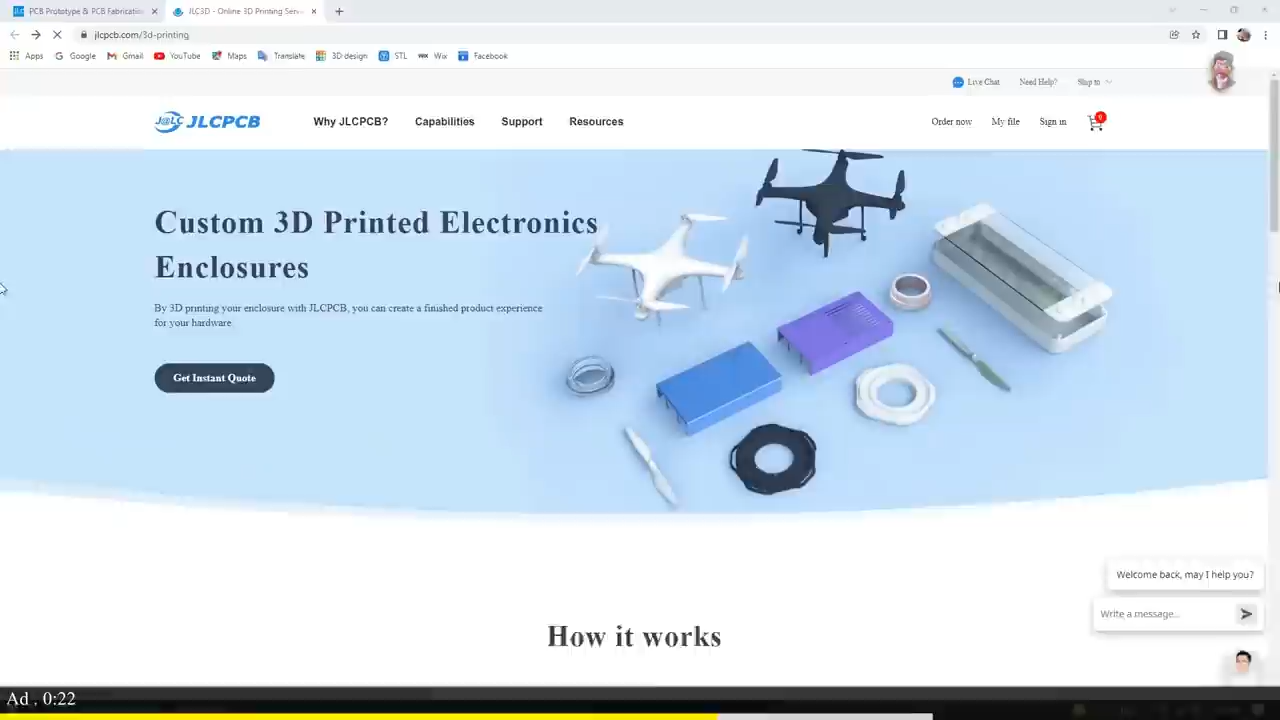 PCB Prototype & PCB Fabricatio
JLC3D - Online 3D Printing Serv
jlcpcb.com/3d-printing
Apps Google Gmail YouTube Maps Translate 3D design STL Wix Facebook
Live Chat Need Help? Ship to
J@LC JLCPCB Why JLCPCB? Capabilities Support Resources Order now My file Sign in 0
Custom 3D Printed Electronics
Enclosures
By 3D printing your enclosure with JLCPCB, you can create a finished product experience
for your hardware
Get Instant Quote
Welcome back, may I help you?
Write a message...
How it works
Ad . 0:22